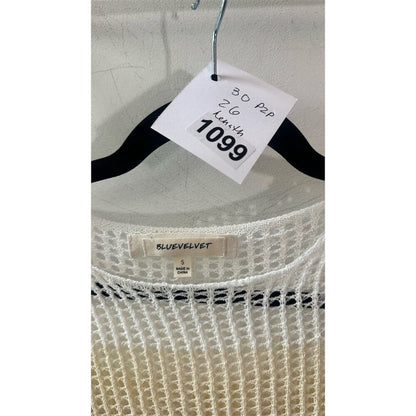 30 P2P
26
Length
1099
BLUEVELVET
S
MADE IN
CHINA